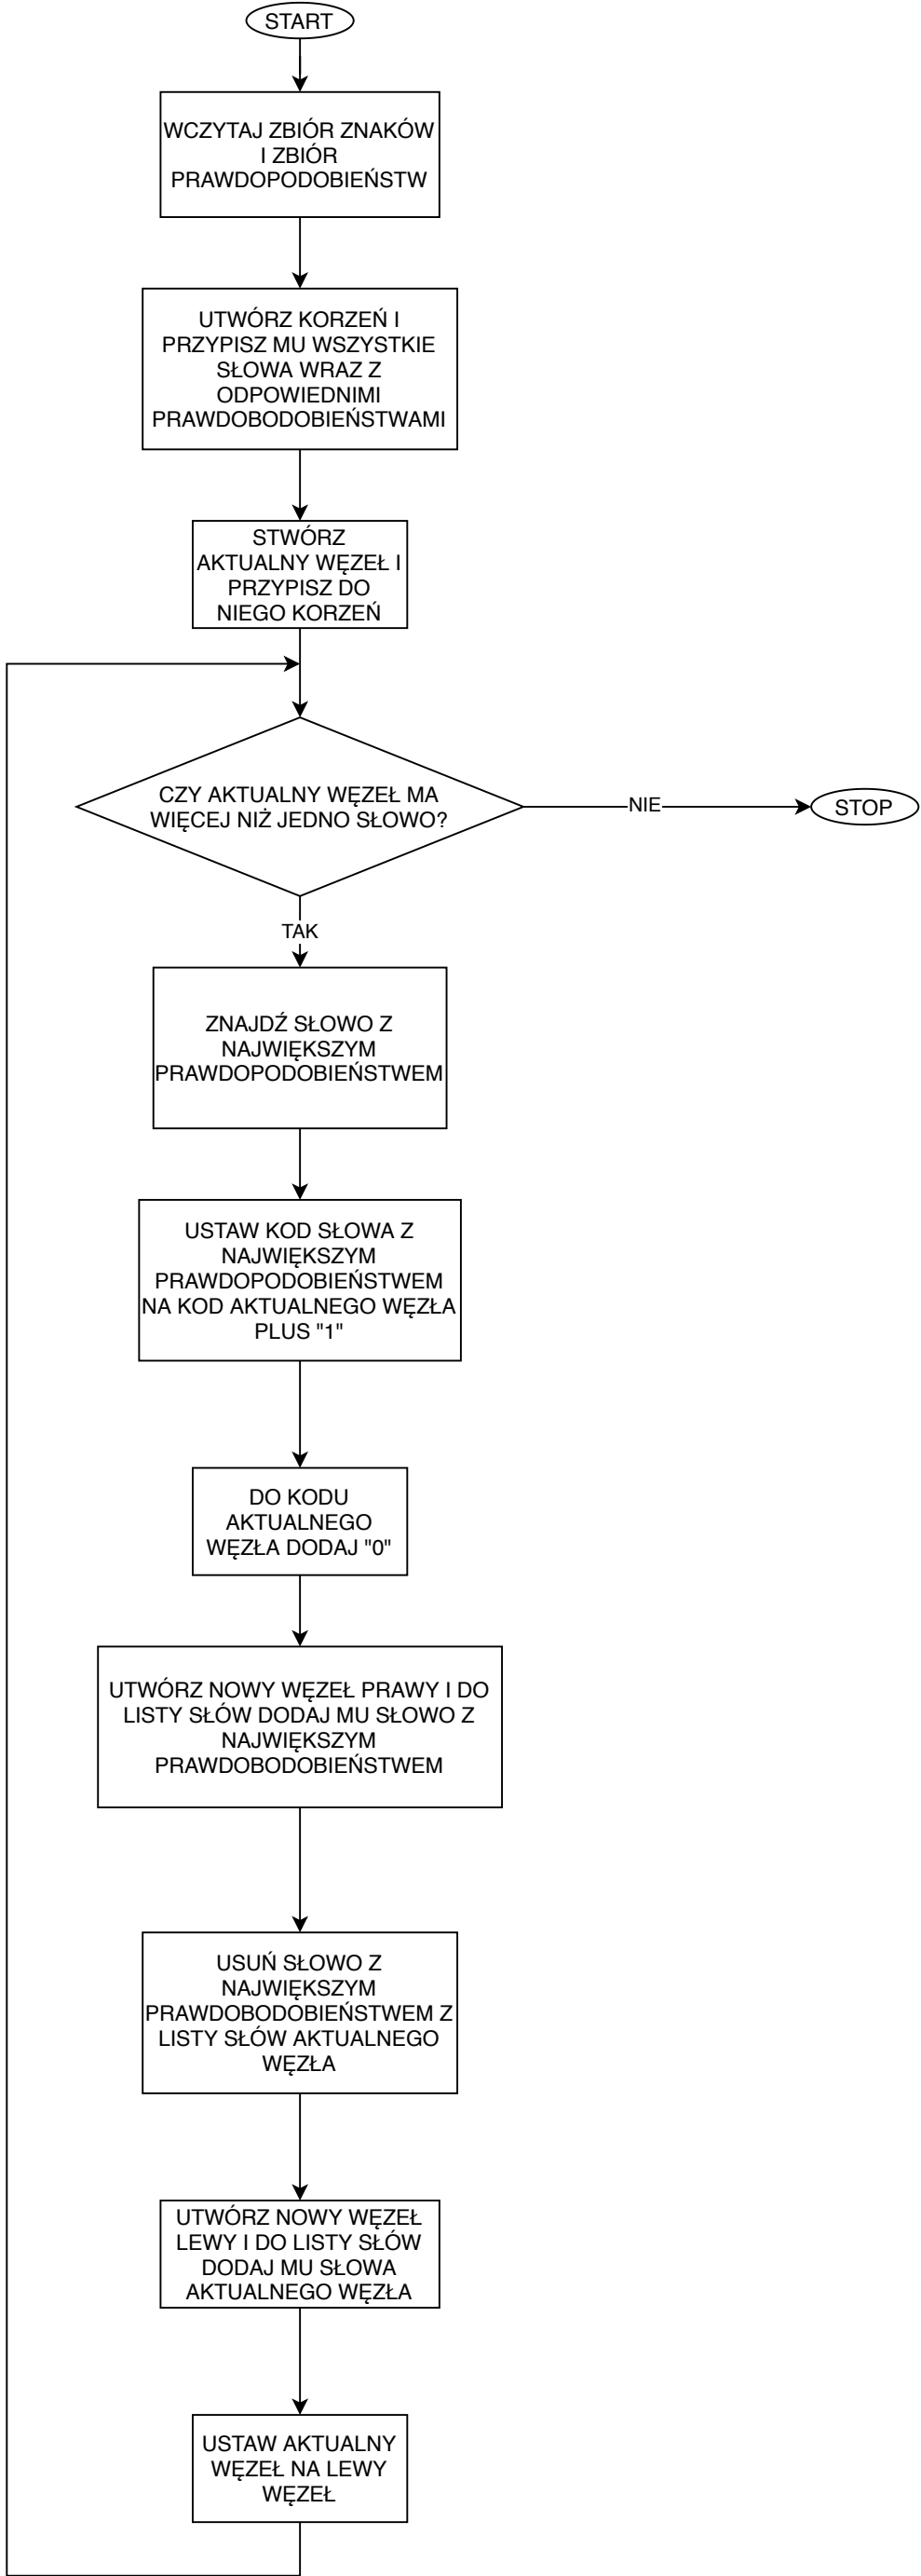 START
WCZYTAJ ZBIÓR ZNAKÓW
I ZBIÓR
PRAWDOPODOBIEŃSTW
UTWÓRZ KORZEŃ I
PRZYPISZ MU WSZYSTKIE
SŁOWA WRAZ Z
ODPOWIEDNIMI
PRAWDOBODOBIEŃSTWAMI
STWÓRZ
AKTUALNY WĘZEŁ I
PRZYPISZ DO
NIEGO KORZEŃ
CZY AKTUALNY WĘZEŁ MA
WIĘCEJ NIŻ JEDNO SŁOWO?
NIE
STOP
TAK
ZNAJDŹ SŁOWO Z
NAJWIĘKSZYM
PRAWDOPODOBIEŃSTWEM
USTAW KOD SŁOWA Z
NAJWIĘKSZYM
PRAWDOPODOBIEŃSTWEM
NA KOD AKTUALNEGO WĘZŁA
PLUS "1"
DO KODU
AKTUALNEGO
WĘZŁA DODAJ "0"
UTWÓRZ NOWY WĘZEŁ PRAWY I DO
LISTY SŁÓW DODAJ MU SŁOWO Z
NAJWIĘKSZYM
PRAWDOBODOBIEŃSTWEM
USUŃ SŁOWO Z
NAJWIĘKSZYM
PRAWDOBODOBIEŃSTWEM Z
LISTY SŁÓW AKTUALNEGO
WĘZŁA
UTWÓRZ NOWY WĘZEŁ
LEWY I DO LISTY SŁÓW
DODAJ MU SŁOWA
AKTUALNEGO WĘZŁA
USTAW AKTUALNY
WĘZEŁ NA LEWY
WĘZEŁ